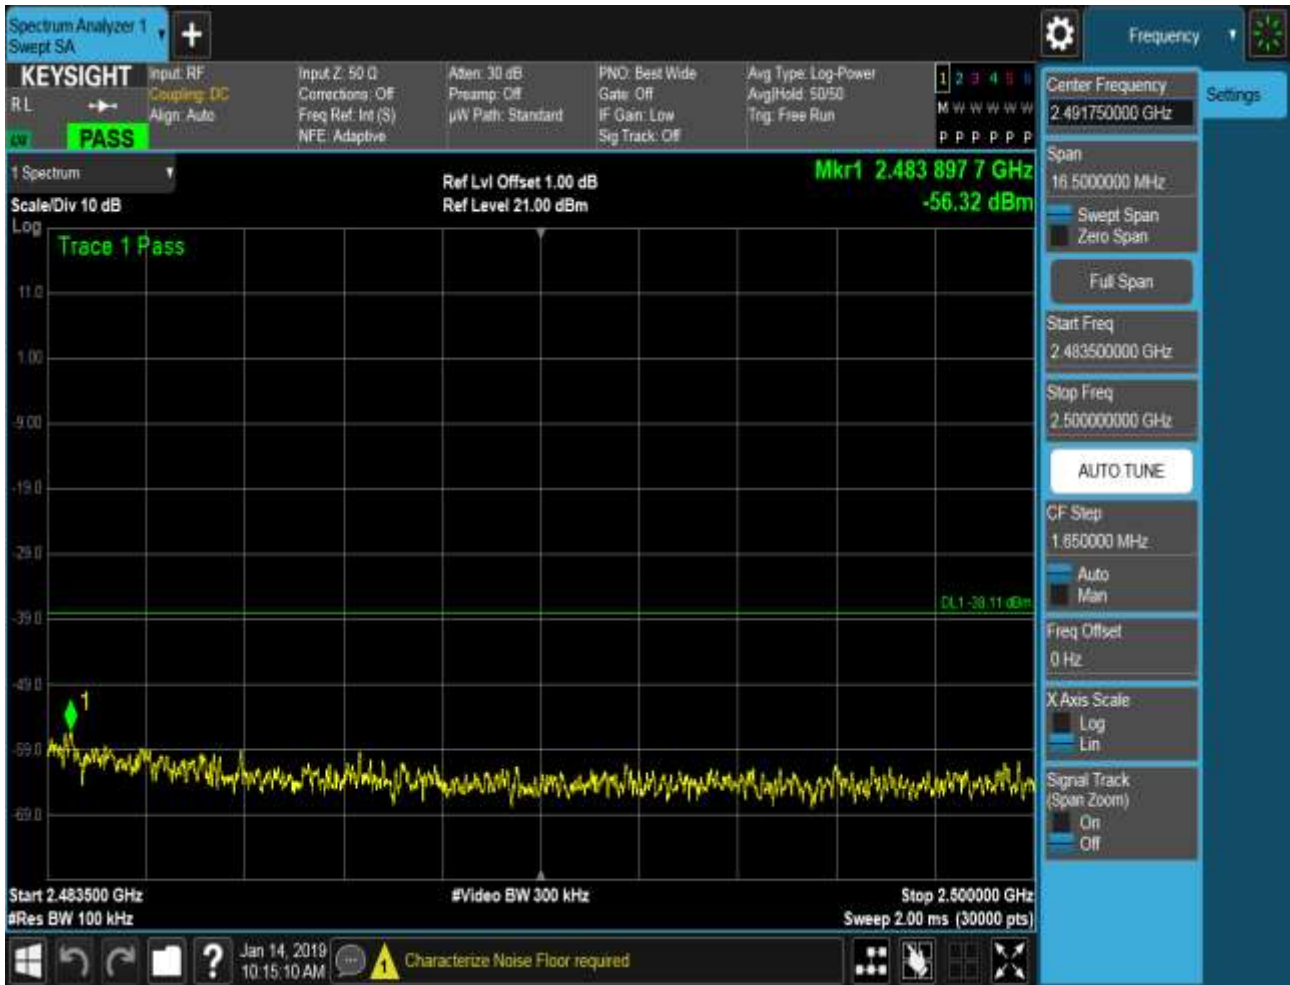 Spectrum Analyzer 1
Swept SA
+
Frequency
KEYSIGHT
R L
PASS
Input: RF
Coupling: DC
Align: Auto
Input Z: 50 Ω
Corrections: Off
Freq Ref: Int (S)
NFE: Adaptive
Atten: 30 dB
Preamp: Off
µW Path: Standard
PNO: Best Wide
Gate: Off
IF Gain: Low
Sig Track: Off
Avg Type: Log-Power
Avg|Hold: 50/50
Trig: Free Run
1 2 3 4 5 6
M W W W W W
P P P P P P
1 Spectrum
Scale/Div 10 dB
Ref Lvl Offset 1.00 dB
Ref Level 21.00 dBm
Mkr1 2.483 897 7 GHz
-56.32 dBm
Log
Trace 1 Pass
11.0
1.00
-9.00
-19.0
-29.0
-39.0
-49.0
-59.0
-69.0
DL1 -38.11 dBm
1
Start 2.483500 GHz
#Video BW 300 kHz
Stop 2.500000 GHz
#Res BW 100 kHz
Sweep 2.00 ms (30000 pts)
Center Frequency
2.491750000 GHz
Settings
Span
16.5000000 MHz
Swept Span
Zero Span
Full Span
Start Freq
2.483500000 GHz
Stop Freq
2.500000000 GHz
AUTO TUNE
CF Step
1.650000 MHz
Auto
Man
Freq Offset
0 Hz
X Axis Scale
Log
Lin
Signal Track
(Span Zoom)
On
Off
?
Jan 14, 2019
10:15:10 AM
1
Characterize Noise Floor required